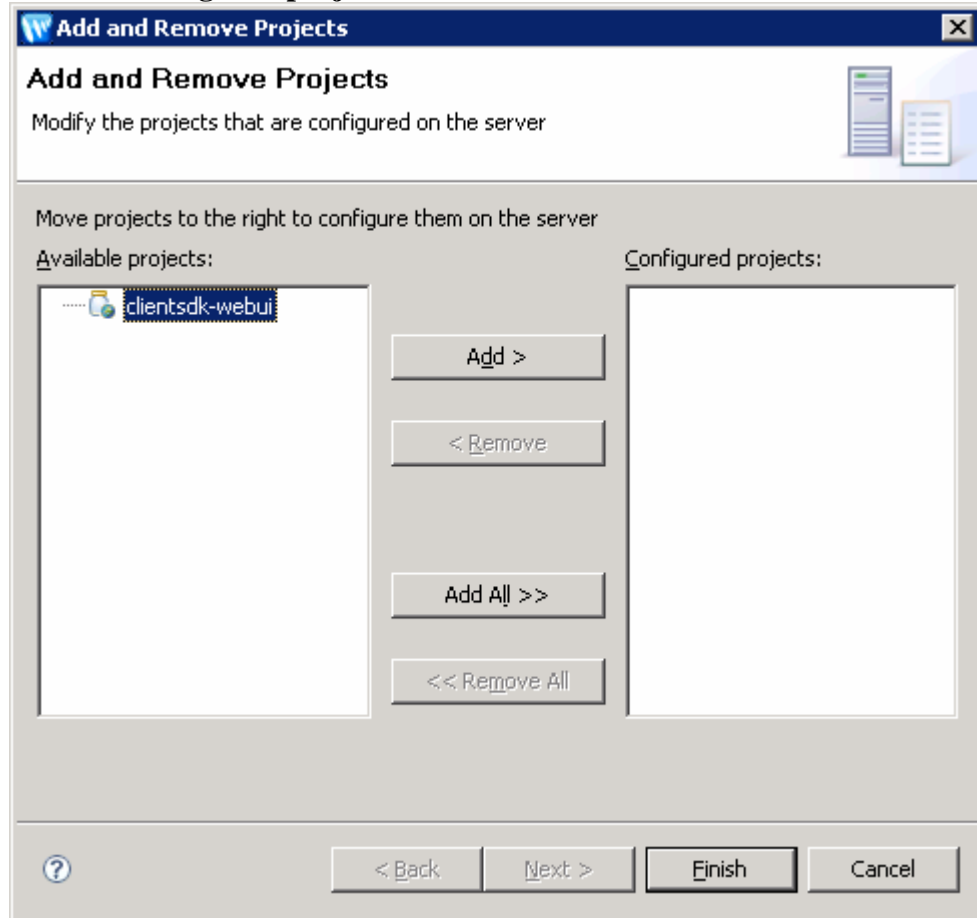 Add and Remove Projects
Add and Remove Projects
Modify the projects that are configured on the server
Move projects to the right to configure them on the server
Available projects:
Configured projects:
clientsdk-webui
Add >
< Remove
Add All >>
<< Remove All
< Back
Next >
Finish
Cancel